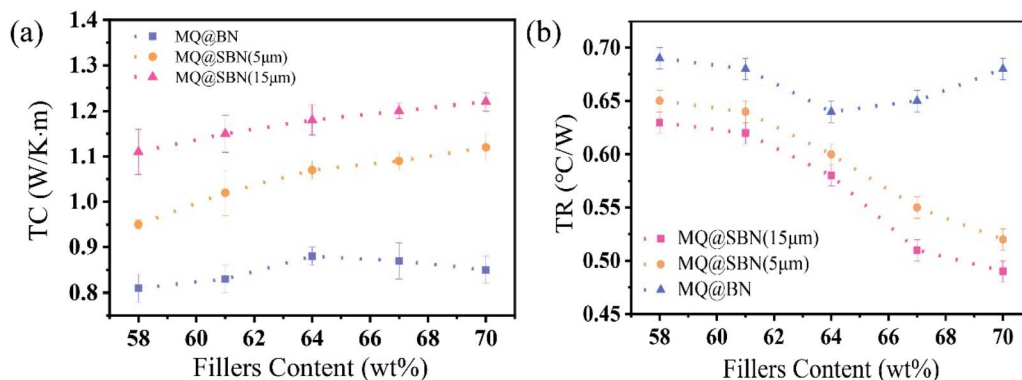 (a)
MQ@BN
MQ@SBN(5μm)
MQ@SBN(15μm)
TC (W/K·m)
1.4
1.3
1.2
1.1
1.0
0.9
0.8
58 60 62 64 66 68 70
Fillers Content (wt%)
(b)
TR (°C/W)
0.70
0.65
0.60
0.55
0.50
0.45
MQ@SBN(15μm)
MQ@SBN(5μm)
MQ@BN
58 60 62 64 66 68 70
Fillers Content (wt%)